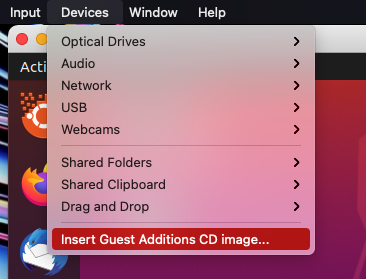 Input Devices Window Help
Acti
Optical Drives
Audio
Network
USB
Webcams
Shared Folders
Shared Clipboard
Drag and Drop
Insert Guest Additions CD image...